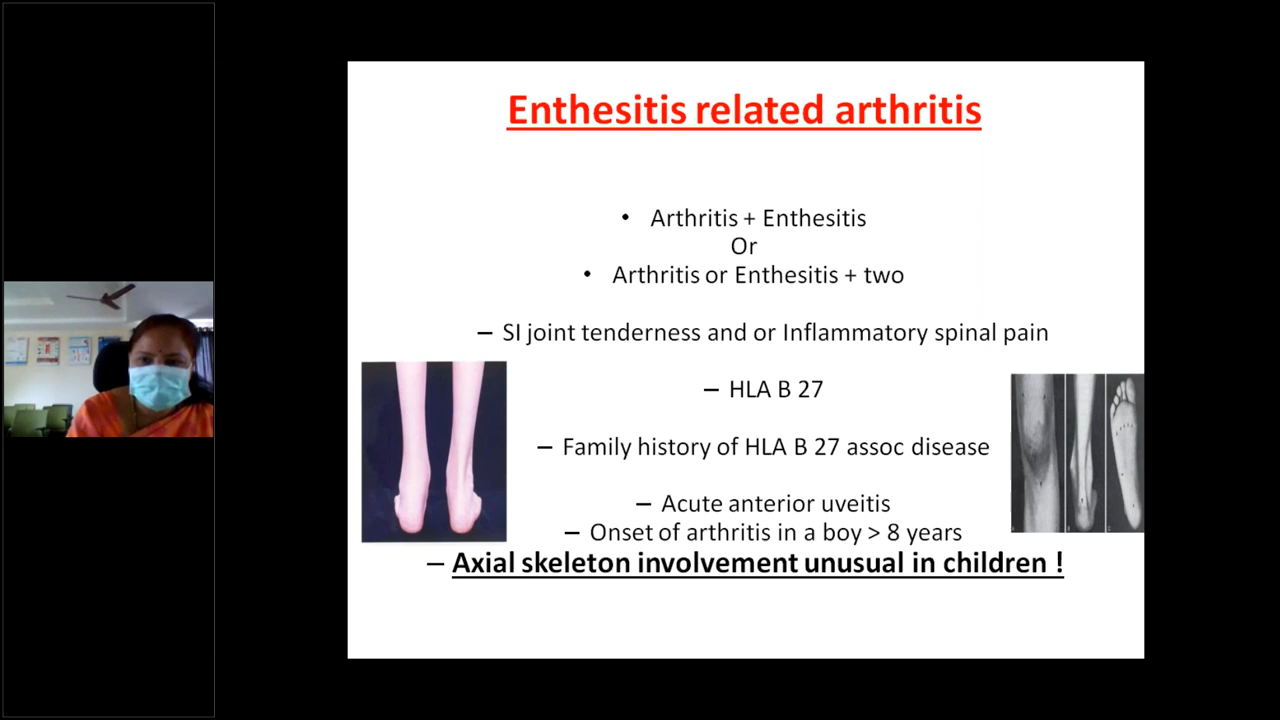 Enthesitis related arthritis
• Arthritis + Enthesitis
Or
• Arthritis or Enthesitis + two
– SI joint tenderness and or Inflammatory spinal pain
– HLA B 27
– Family history of HLA B 27 assoc disease
– Acute anterior uveitis
– Onset of arthritis in a boy > 8 years
– Axial skeleton involvement unusual in children !